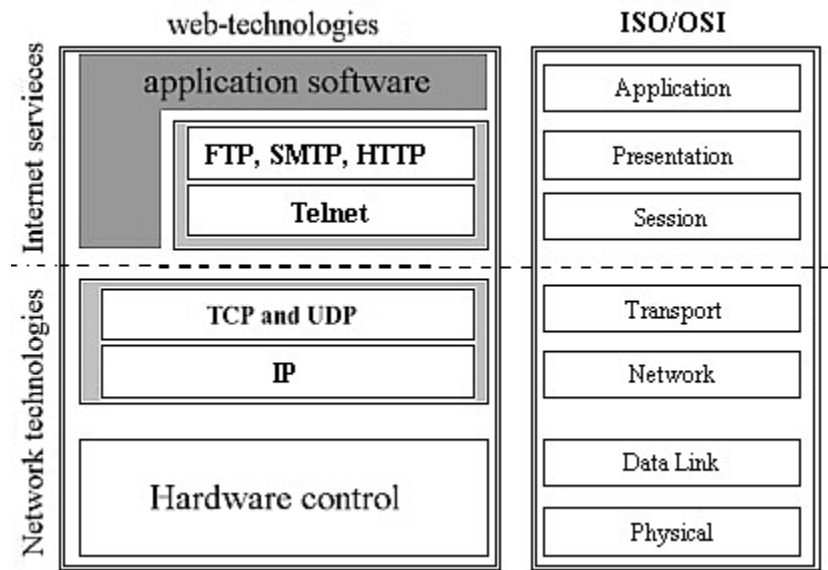 web-technologies
ISO/OSI
Internet servieces
application software
FTP, SMTP, HTTP
Telnet
Application
Presentation
Session
Network technologies
TCP and UDP
IP
Hardware control
Transport
Network
Data Link
Physical